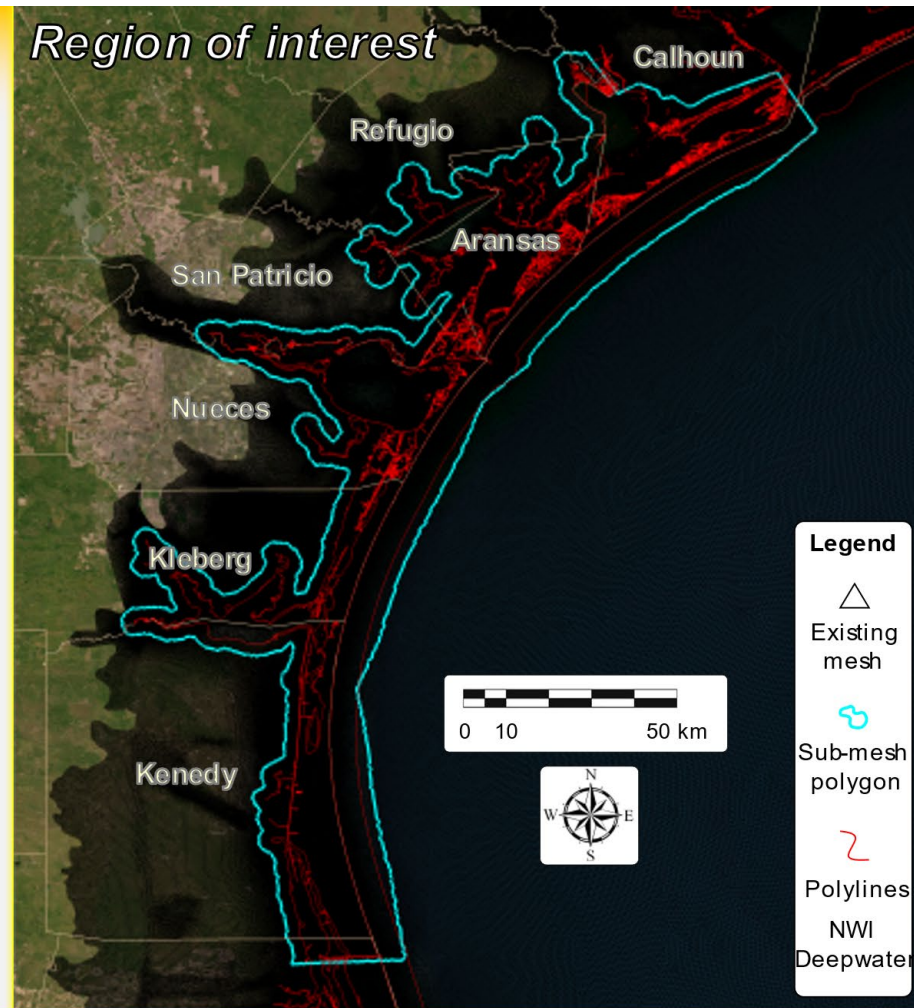 Region of interest
Calhoun
Refugio
Aransas
San Patricio
Nueces
Kleberg
Kenedy
Legend
Existing
mesh
Sub-mesh
polygon
Polylines
NWI
Deepwater
0 10 50 km
N
W E
S